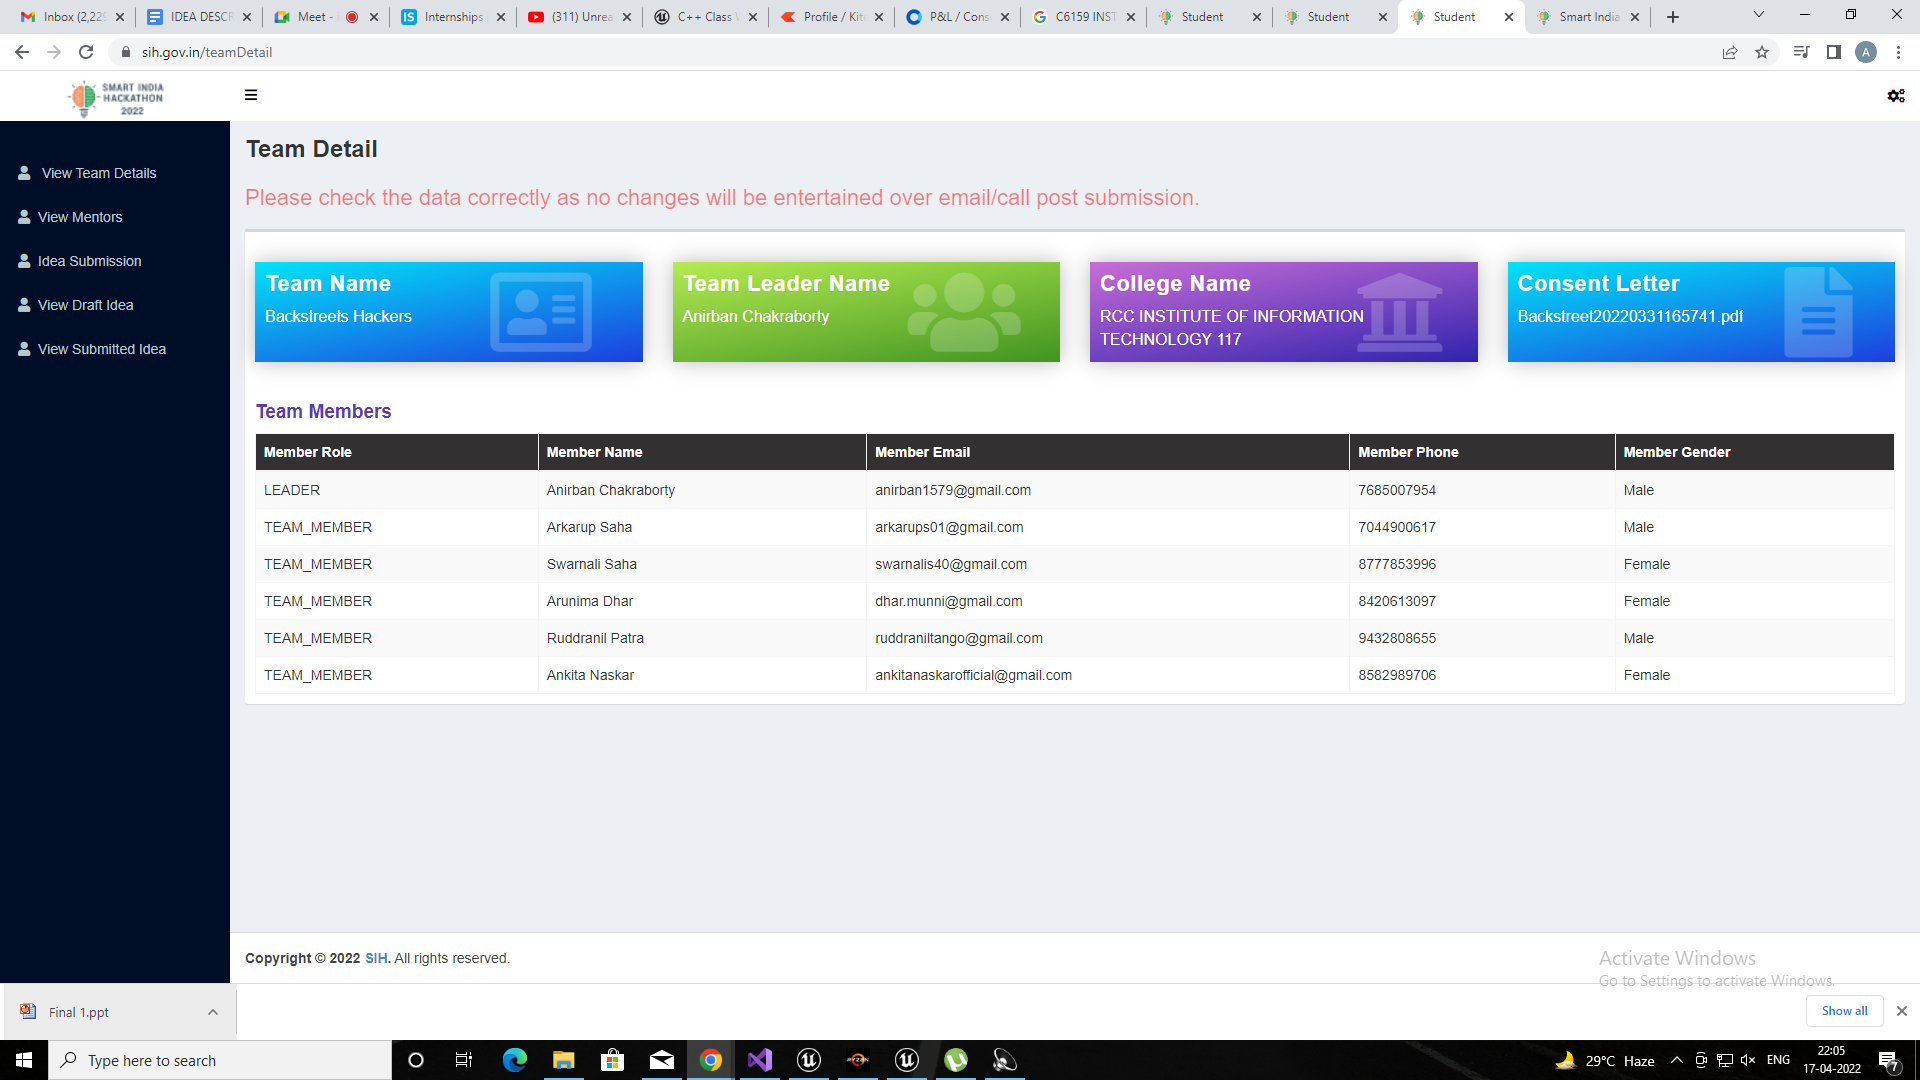 Inbox (2,229
IDEA DESCR
Meet -
Internships
(311) Unrea
C++ Class
Profile / Kit
P&L / Cons
C6159 INST
Student
Student
Student
Smart India
sih.gov.in/teamDetail
A
SMART INDIA
HACKATHON
2022
View Team Details
View Mentors
Idea Submission
View Draft Idea
View Submitted Idea
Team Detail
Please check the data correctly as no changes will be entertained over email/call post submission.
Team Name
Backstreets Hackers
Team Leader Name
Anirban Chakraborty
College Name
RCC INSTITUTE OF INFORMATION
TECHNOLOGY 117
Consent Letter
Backstreet20220331165741.pdf
Team Members
Member Role Member Name Member Email Member Phone Member Gender
LEADER Anirban Chakraborty anirban1579@gmail.com 7685007954 Male
TEAM_MEMBER Arkarup Saha arkarups01@gmail.com 7044900617 Male
TEAM_MEMBER Swarnali Saha swarnalis40@gmail.com 8777853996 Female
TEAM_MEMBER Arunima Dhar dhar.munni@gmail.com 8420613097 Female
TEAM_MEMBER Ruddranil Patra ruddraniltango@gmail.com 9432808655 Male
TEAM_MEMBER Ankita Naskar ankitanaskarofficial@gmail.com 8582989706 Female
Copyright © 2022 SIH. All rights reserved.
Activate Windows
Go to Settings to activate Windows.
Final 1.ppt
Show all
Type here to search
RYZEN
29°C Haze
ENG
22:05
17-04-2022
7